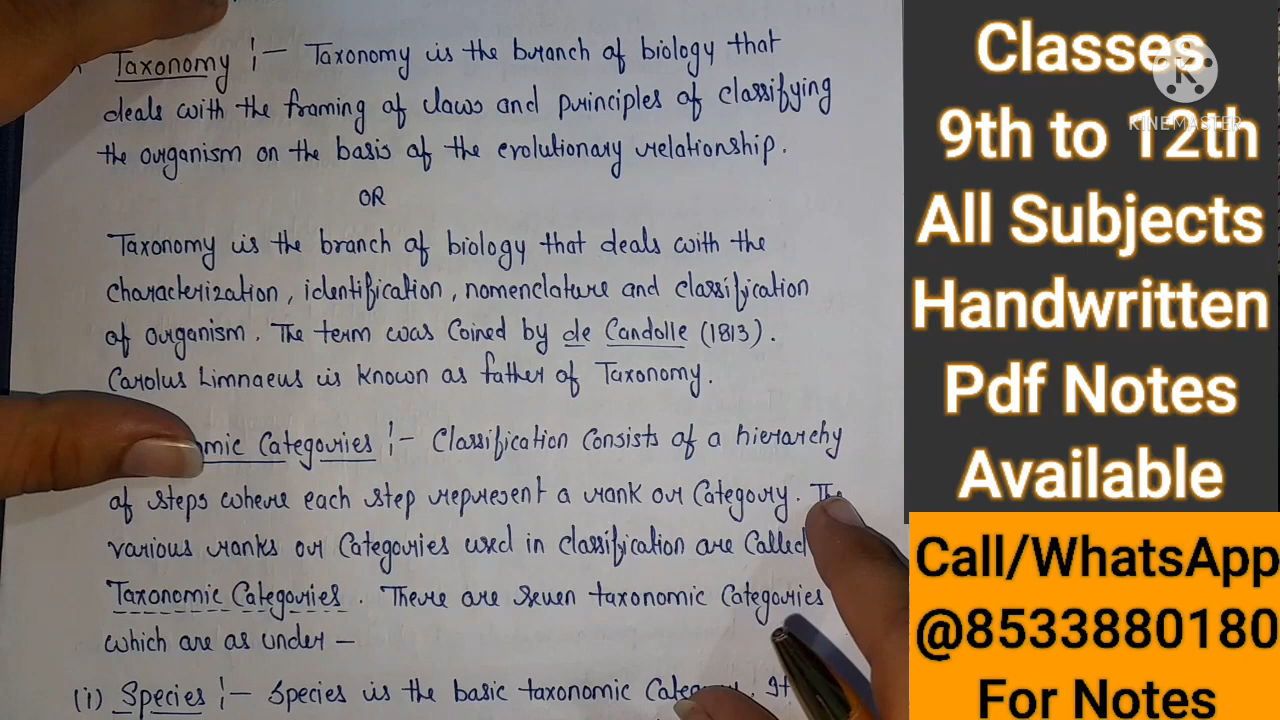 Taxonomy :- Taxonomy is the branch of biology that
deals with the framing of laws and principles of classifying
the organism on the basis of the evolutionary relationship.
OR
Taxonomy is the branch of biology that deals with the
characterization, identification, nomenclature and classification
of organism. The term was Coined by de Candolle (1813).
Carolus Limnaeus is known as father of Taxonomy.
mic Categories :- Classification Consists of a hierarchy
of steps where each step represent a rank or Category. The
various ranks or Categories used in classification are Called
Taxonomic Categories. There are seven taxonomic Categories
which are as under —
(i) Species :- Species is the basic taxonomic It
Classes
9th to 12th
All Subjects
Handwritten
Pdf Notes
Available
Call/WhatsApp
@8533880180
For Notes
K
KINEMASTER